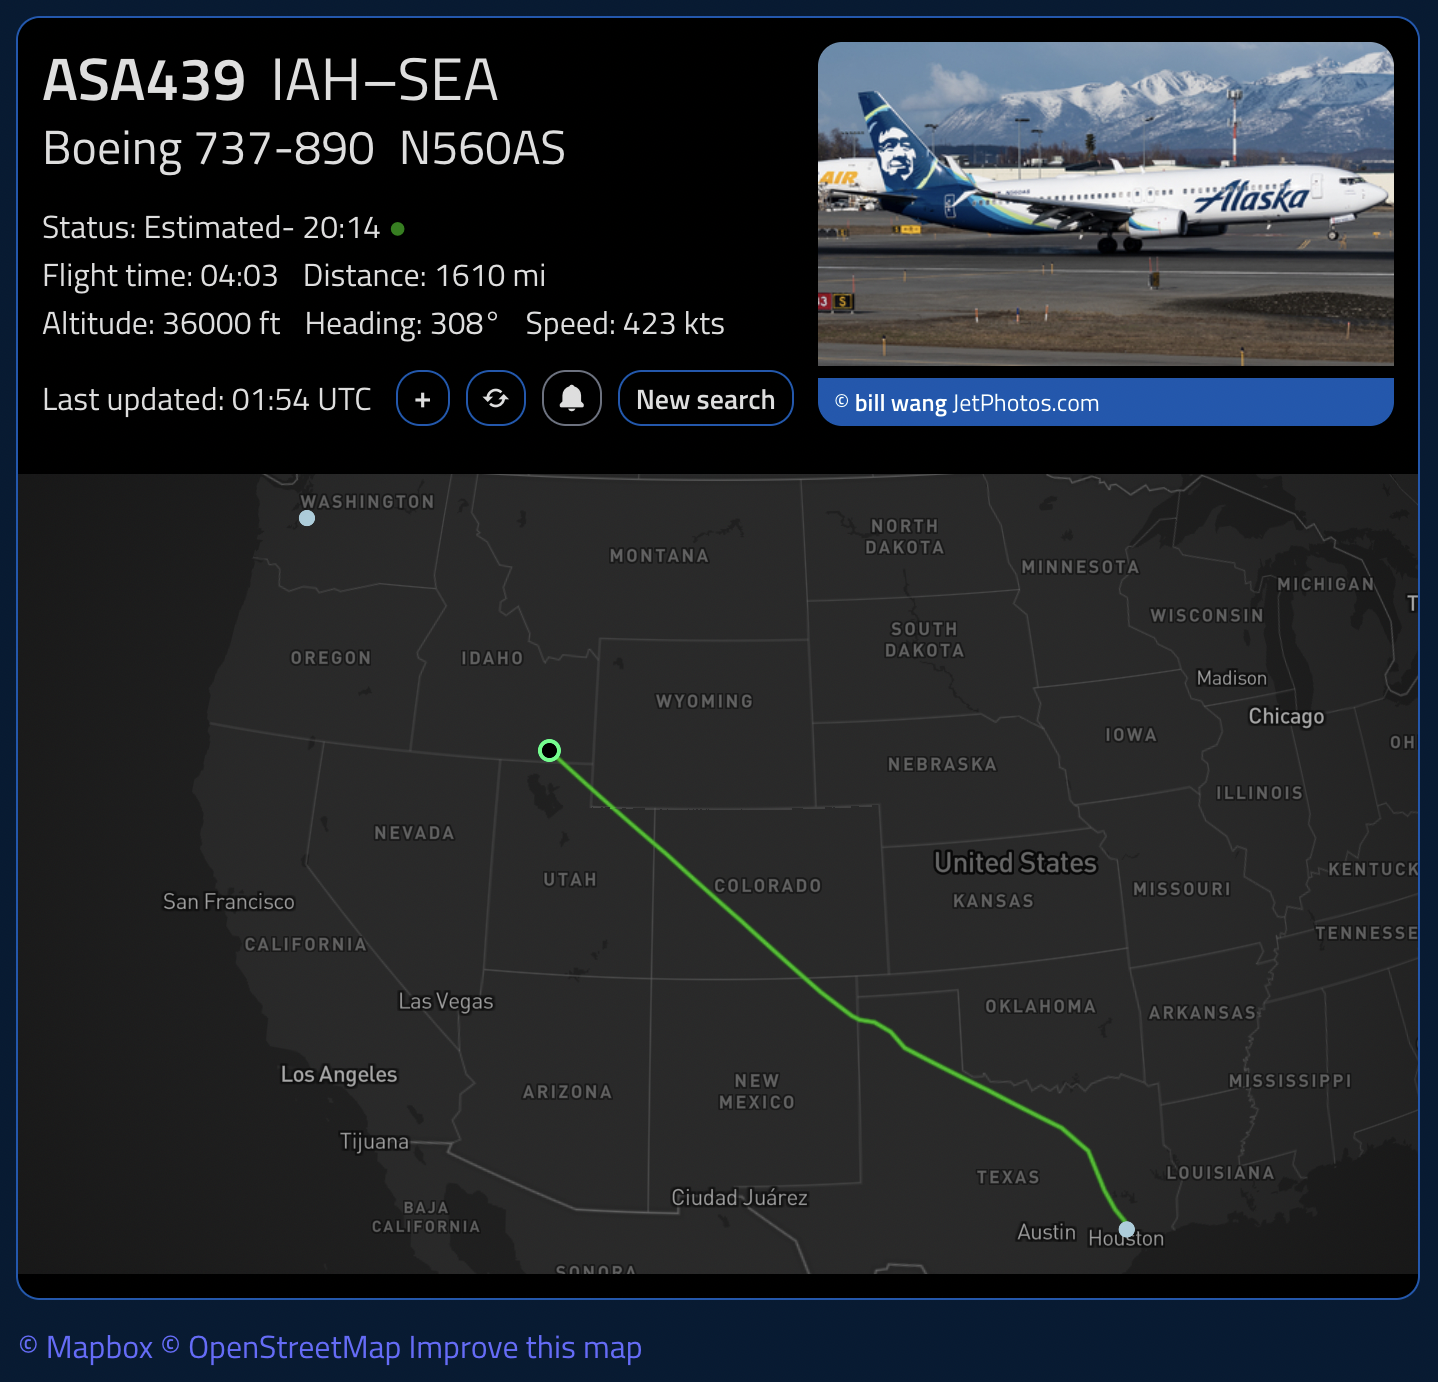 ASA439 IAH–SEA
Boeing 737-890 N560AS
Status: Estimated- 20:14
Flight time: 04:03 Distance: 1610 mi
Altitude: 36000 ft Heading: 308° Speed: 423 kts
Last updated: 01:54 UTC + New search
AIR
Alaska
S
© bill wang JetPhotos.com
WASHINGTON
MONTANA
NORTH
DAKOTA
MINNESOTA
MICHIGAN
T
WISCONSIN
OREGON
IDAHO
SOUTH
DAKOTA
Madison
WYOMING
Chicago
IOWA
OH
NEBRASKA
ILLINOIS
NEVADA
United States
KENTUCK
UTAH
COLORADO
MISSOURI
San Francisco
KANSAS
CALIFORNIA
TENNESSE
Las Vegas
OKLAHOMA
ARKANSAS
Los Angeles
ARIZONA
NEW
MEXICO
MISSISSIPPI
Tijuana
TEXAS
LOUISIANA
Ciudad Juárez
BAJA
CALIFORNIA
Austin
Houston
SONORA
© Mapbox © OpenStreetMap Improve this map